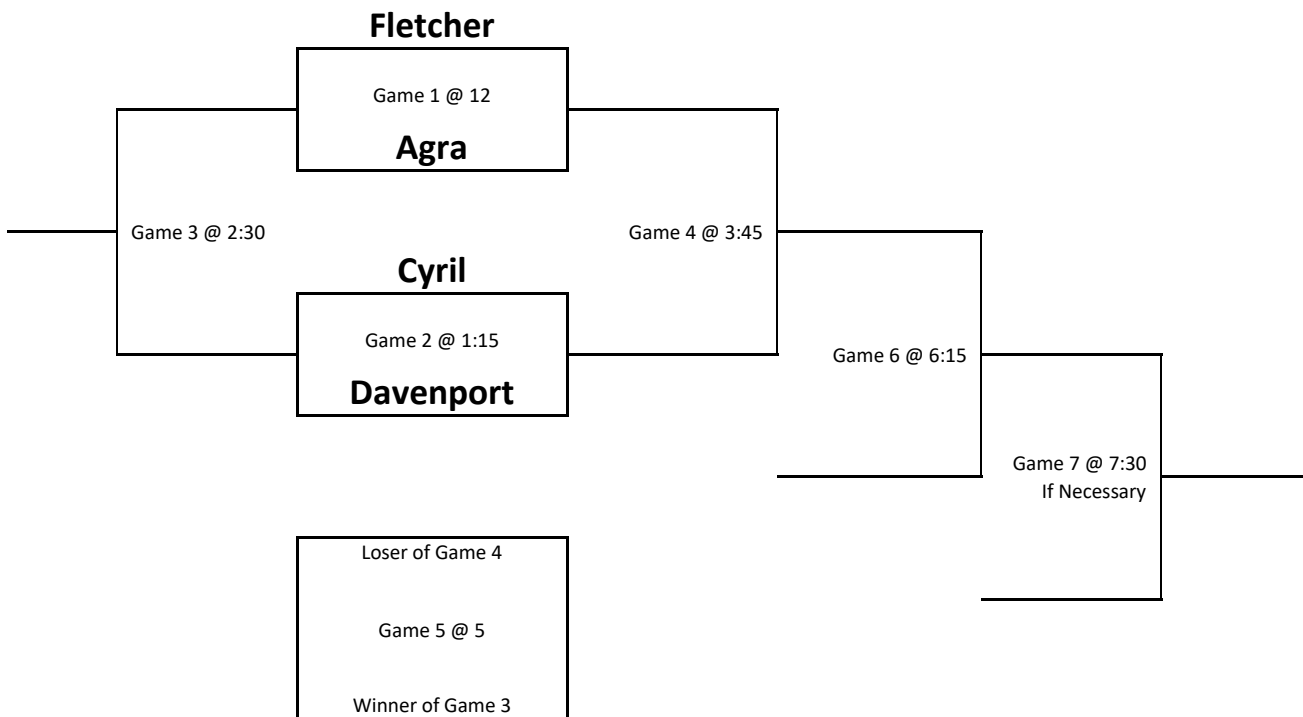 Fletcher
Game 1 @ 12
Agra
Game 3 @ 2:30
Game 4 @ 3:45
Cyril
Game 2 @ 1:15
Davenport
Game 6 @ 6:15
Game 7 @ 7:30
If Necessary
Loser of Game 4
Game 5 @ 5
Winner of Game 3